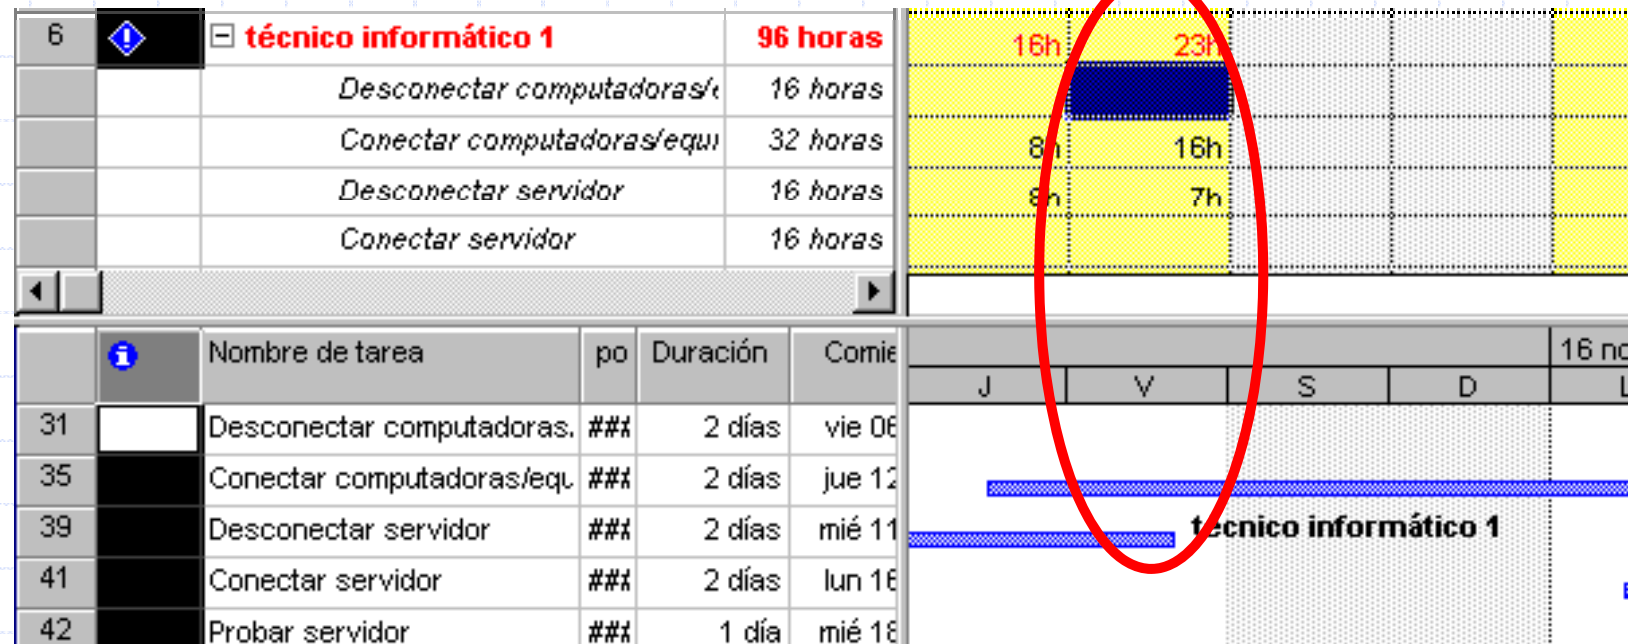 6 técnico informático 1 96 horas 16h 23h
Desconectar computadoras/ 16 horas
Conectar computadoras/equi 32 horas 8h 16h
Desconectar servidor 16 horas 8h 7h
Conectar servidor 16 horas
Nombre de tarea po Duración Comie 16 no
J V S D L
31 Desconectar computadoras. ### 2 días vie 06
35 Conectar computadoras/equ ### 2 días jue 12
39 Desconectar servidor ### 2 días mié 11 técnico informático 1
41 Conectar servidor ### 2 días lun 16
42 Probar servidor ### 1 día mié 18